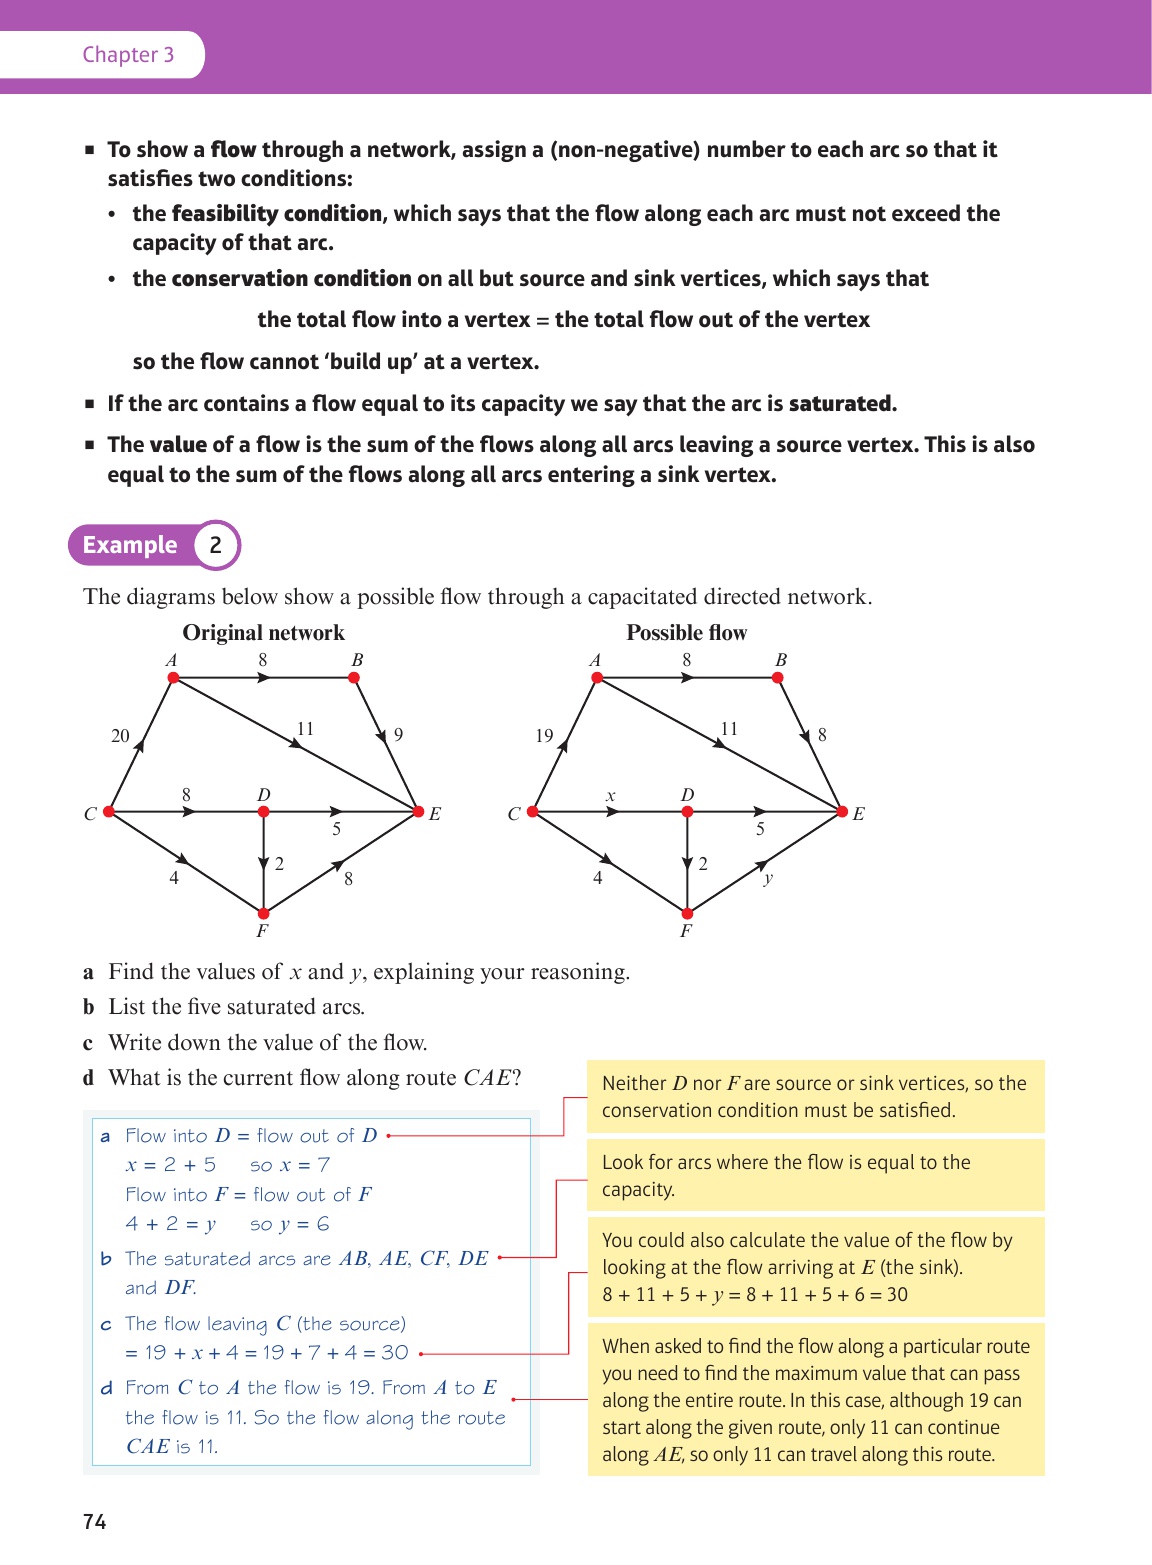 Chapter 3
▪ To show a flow through a network, assign a (non-negative) number to each arc so that it
satisfies two conditions:
• the feasibility condition, which says that the flow along each arc must not exceed the
capacity of that arc.
• the conservation condition on all but source and sink vertices, which says that
the total flow into a vertex = the total flow out of the vertex
so the flow cannot ‘build up’ at a vertex.
▪ If the arc contains a flow equal to its capacity we say that the arc is saturated.
▪ The value of a flow is the sum of the flows along all arcs leaving a source vertex. This is also
equal to the sum of the flows along all arcs entering a sink vertex.
Example 2
The diagrams below show a possible flow through a capacitated directed network.
Original network
A 8 B
20 11 9
C 8 D E
5
4 2 8
F
Possible flow
A 8 B
19 11 8
C x D E
5
4 2 y
F
a Find the values of x and y, explaining your reasoning.
b List the five saturated arcs.
c Write down the value of the flow.
d What is the current flow along route CAE?
a Flow into D = flow out of D
x = 2 + 5 so x = 7
Flow into F = flow out of F
4 + 2 = y so y = 6
b The saturated arcs are AB, AE, CF, DE
and DF.
c The flow leaving C (the source)
= 19 + x + 4 = 19 + 7 + 4 = 30
d From C to A the flow is 19. From A to E
the flow is 11. So the flow along the route
CAE is 11.
Neither D nor F are source or sink vertices, so the
conservation condition must be satisfied.
Look for arcs where the flow is equal to the
capacity.
You could also calculate the value of the flow by
looking at the flow arriving at E (the sink).
8 + 11 + 5 + y = 8 + 11 + 5 + 6 = 30
When asked to find the flow along a particular route
you need to find the maximum value that can pass
along the entire route. In this case, although 19 can
start along the given route, only 11 can continue
along AE, so only 11 can travel along this route.
74